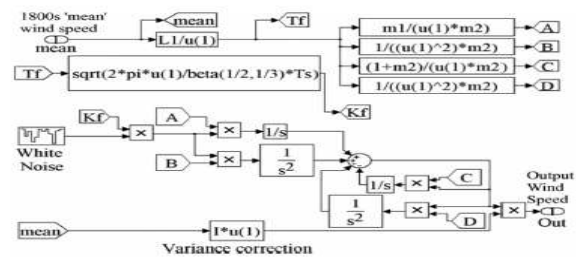 1800s 'mean'
wind speed
mean
mean
L1/u(1)
Tf
m1/(u(1)*m2)
A
1/((u(1)^2)*m2)
B
(1+m2)/(u(1)*m2)
C
1/((u(1)^2)*m2)
D
Tf
sqrt(2*pi*u(1)/beta(1/2,1/3)*Ts)
Kf
Kf
A
×
×
1/s
White
Noise
B
×
1
s²
1/s
×
C
1
s²
×
D
Output
Wind
Speed
×
Out
mean
I*u(1)
Variance correction